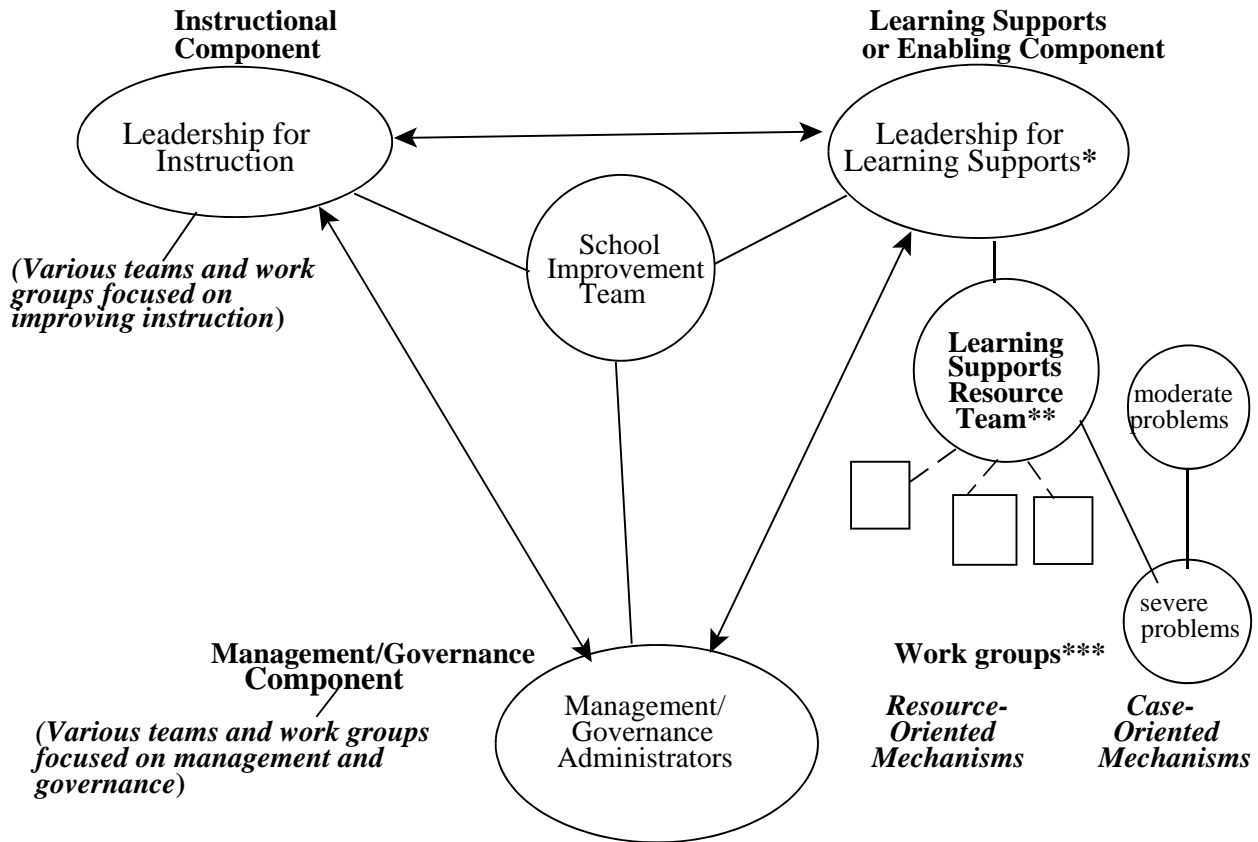 Instructional
Component
Learning Supports
or Enabling Component
Leadership for
Instruction
Leadership for
Learning Supports*
(Various teams and work
groups focused on
improving instruction)
School
Improvement
Team
Learning
Supports
Resource
Team**
moderate
problems
severe
problems
Work groups***
Resource-
Oriented
Mechanisms
Case-
Oriented
Mechanisms
Management/Governance
Component
(Various teams and work groups
focused on management and
governance)
Management/
Governance
Administrators